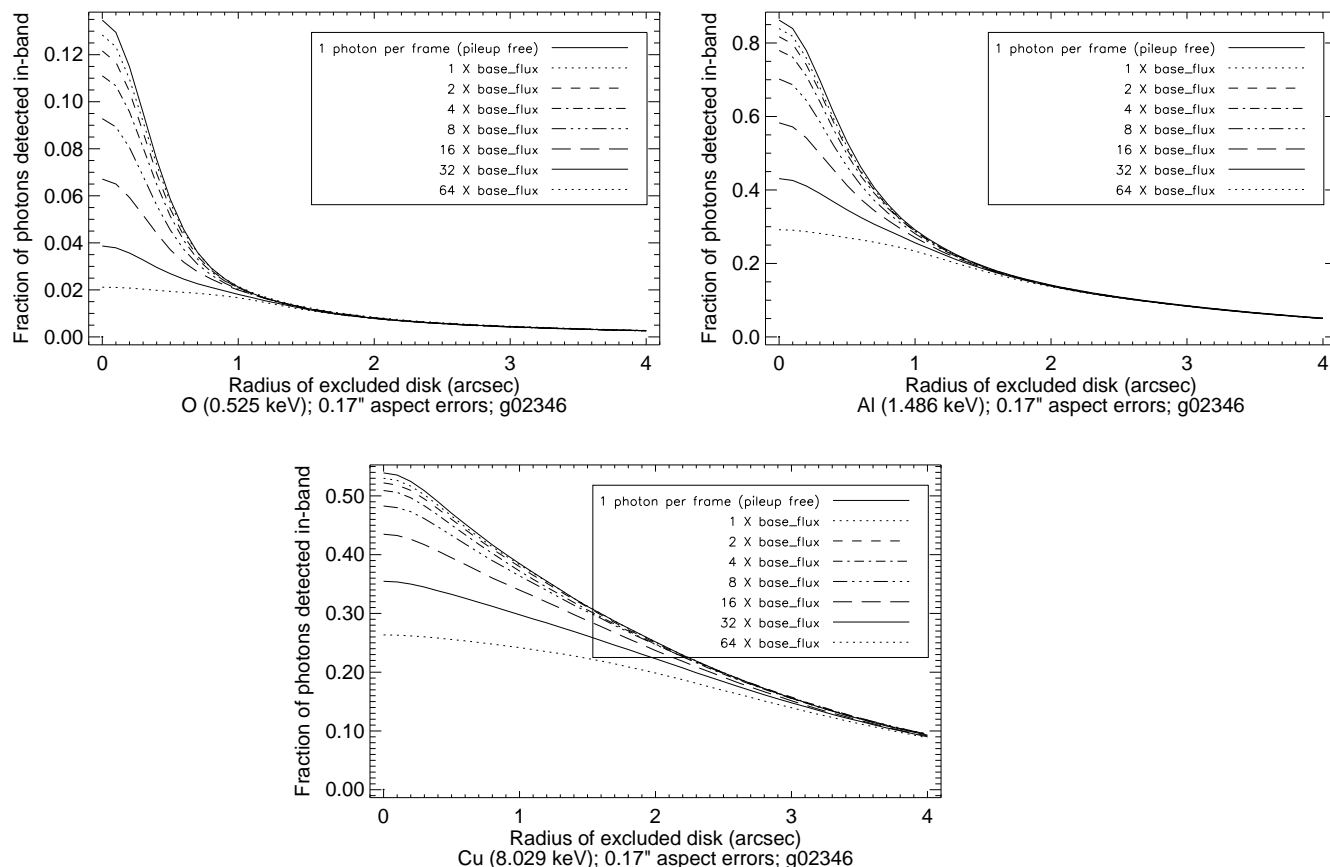 Fraction of photons detected in-band
0.12
0.10
0.08
0.06
0.04
0.02
0.00
1 photon per frame (pileup free)
1 X base_flux
2 X base_flux
4 X base_flux
8 X base_flux
16 X base_flux
32 X base_flux
64 X base_flux
0 1 2 3 4
Radius of excluded disk (arcsec)
O (0.525 keV); 0.17" aspect errors; g02346
Fraction of photons detected in-band
0.8
0.6
0.4
0.2
0.0
1 photon per frame (pileup free)
1 X base_flux
2 X base_flux
4 X base_flux
8 X base_flux
16 X base_flux
32 X base_flux
64 X base_flux
0 1 2 3 4
Radius of excluded disk (arcsec)
Al (1.486 keV); 0.17" aspect errors; g02346
Fraction of photons detected in-band
0.50
0.40
0.30
0.20
0.10
0.00
1 photon per frame (pileup free)
1 X base_flux
2 X base_flux
4 X base_flux
8 X base_flux
16 X base_flux
32 X base_flux
64 X base_flux
0 1 2 3 4
Radius of excluded disk (arcsec)
Cu (8.029 keV); 0.17" aspect errors; g02346